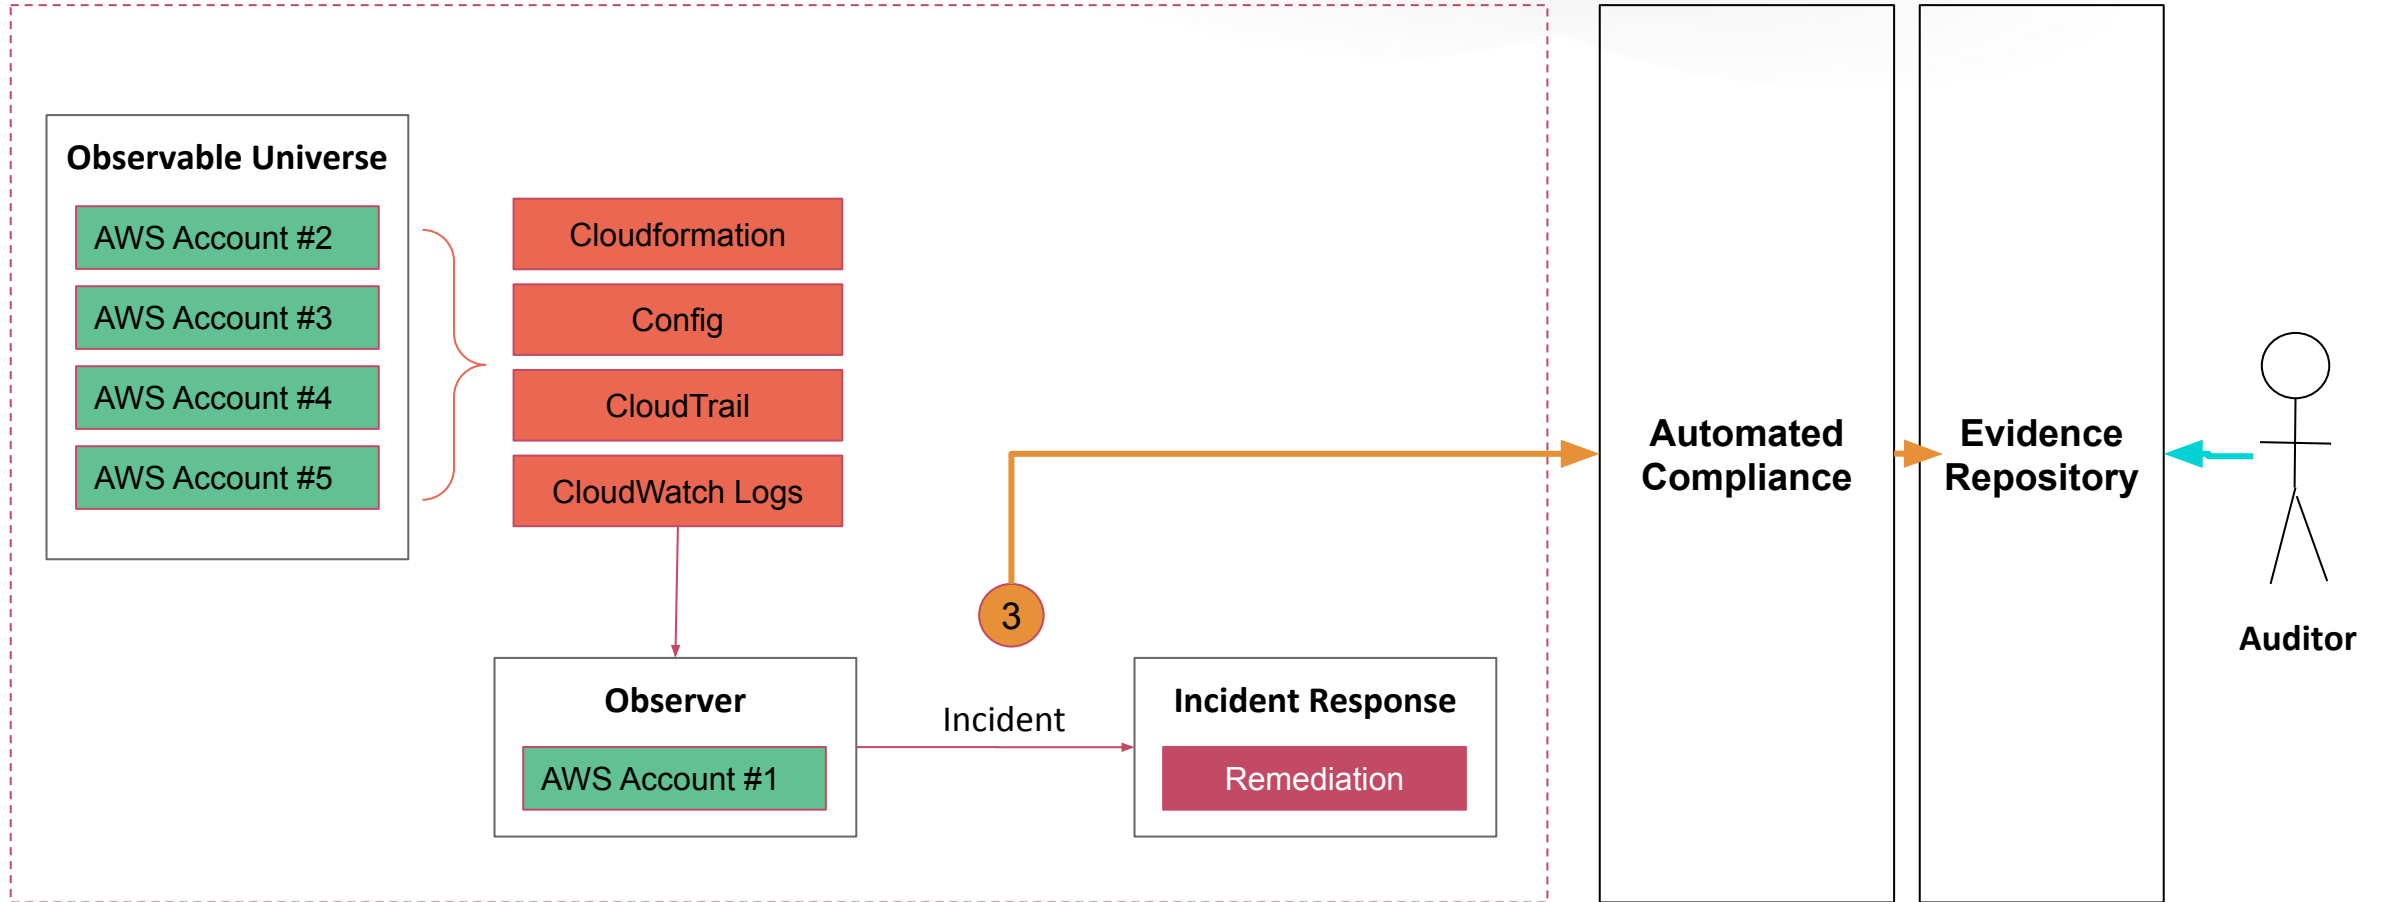 Observable Universe
AWS Account #2
AWS Account #3
AWS Account #4
AWS Account #5
Cloudformation
Config
CloudTrail
CloudWatch Logs
3
Observer
AWS Account #1
Incident
Incident Response
Remediation
Automated
Compliance
Evidence
Repository
Auditor